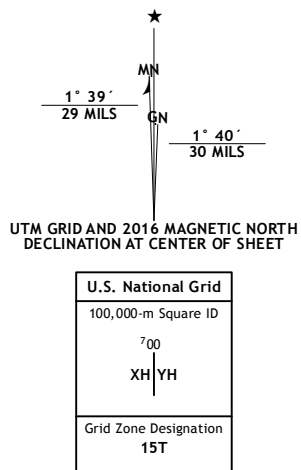 MN
1° 39´
29 MILS
GN
1° 40´
30 MILS
UTM GRID AND 2016 MAGNETIC NORTH
DECLINATION AT CENTER OF SHEET
U.S. National Grid
100,000-m Square ID
700
XH YH
Grid Zone Designation
15T